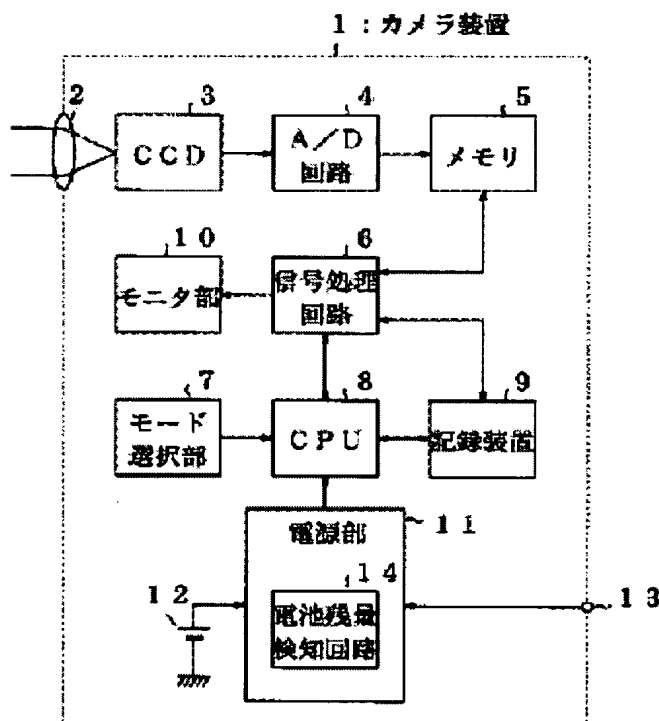 1：カメラ装置
2
3
4
5
CCD
A／D
回路
メモリ
10
6
モニタ部
信号処理
回路
7
8
9
モード
選択部
CPU
記録装置
11
電源部
12
14
13
電池残量
検知回路